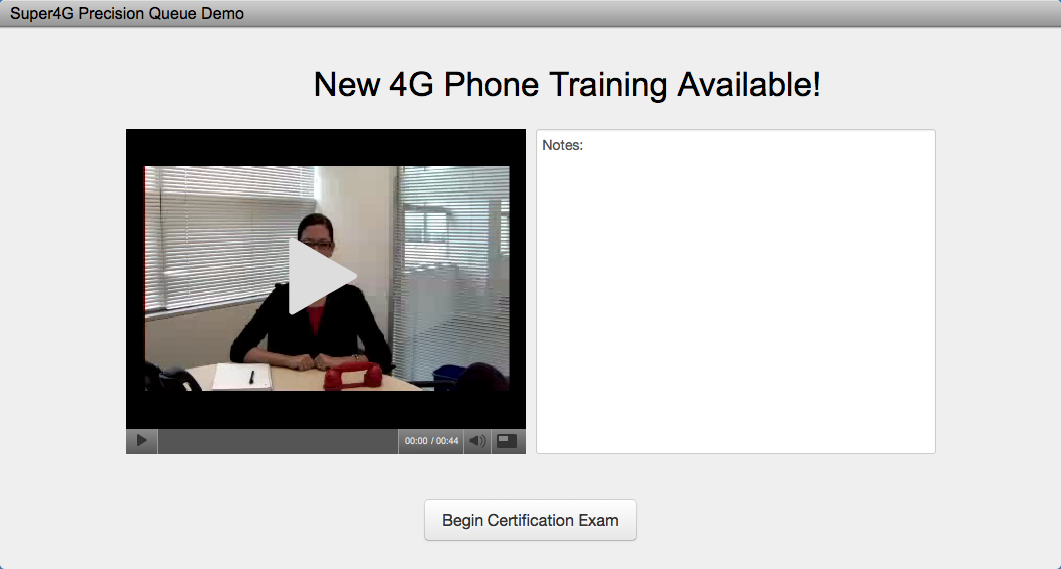 Super4G Precision Queue Demo
New 4G Phone Training Available!
Notes:
00:00 / 00:44
Begin Certification Exam